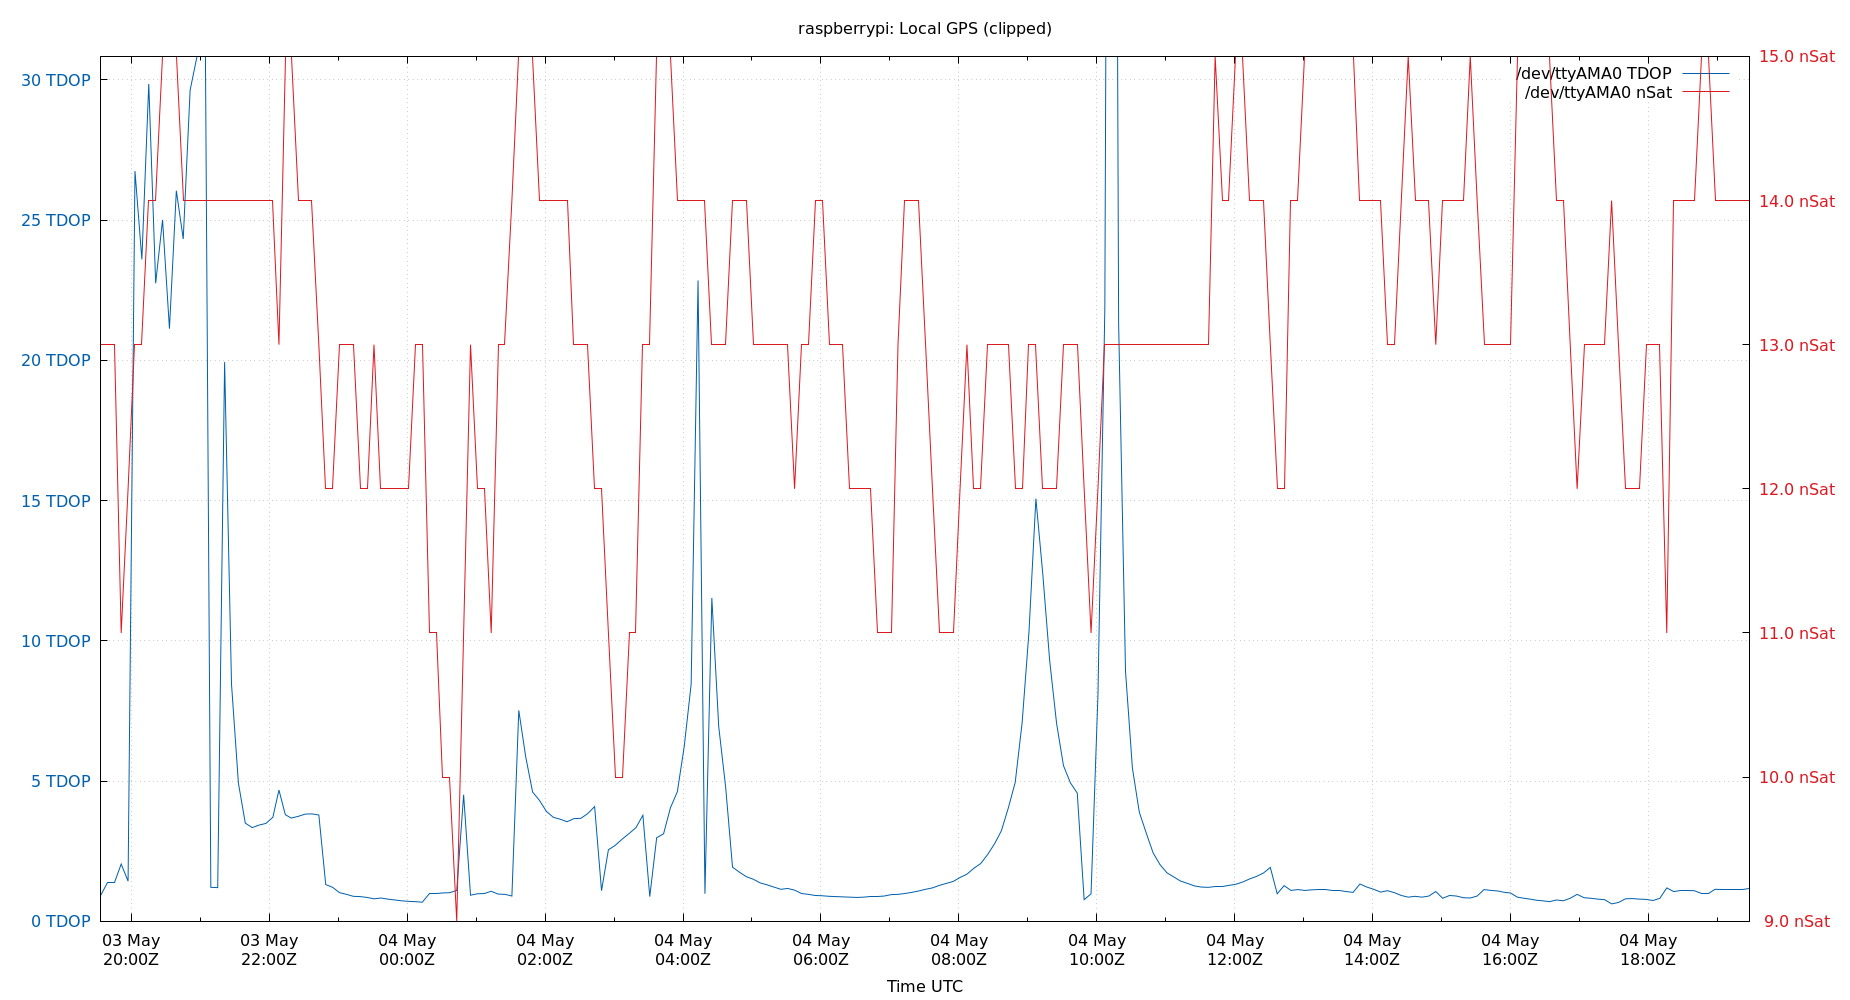 raspberrypi: Local GPS (clipped)
30 TDOP
25 TDOP
20 TDOP
15 TDOP
10 TDOP
5 TDOP
0 TDOP
15.0 nSat
14.0 nSat
13.0 nSat
12.0 nSat
11.0 nSat
10.0 nSat
9.0 nSat
/dev/ttyAMA0 TDOP
/dev/ttyAMA0 nSat
03 May
20:00Z
03 May
22:00Z
04 May
00:00Z
04 May
02:00Z
04 May
04:00Z
04 May
06:00Z
04 May
08:00Z
04 May
10:00Z
04 May
12:00Z
04 May
14:00Z
04 May
16:00Z
04 May
18:00Z
Time UTC